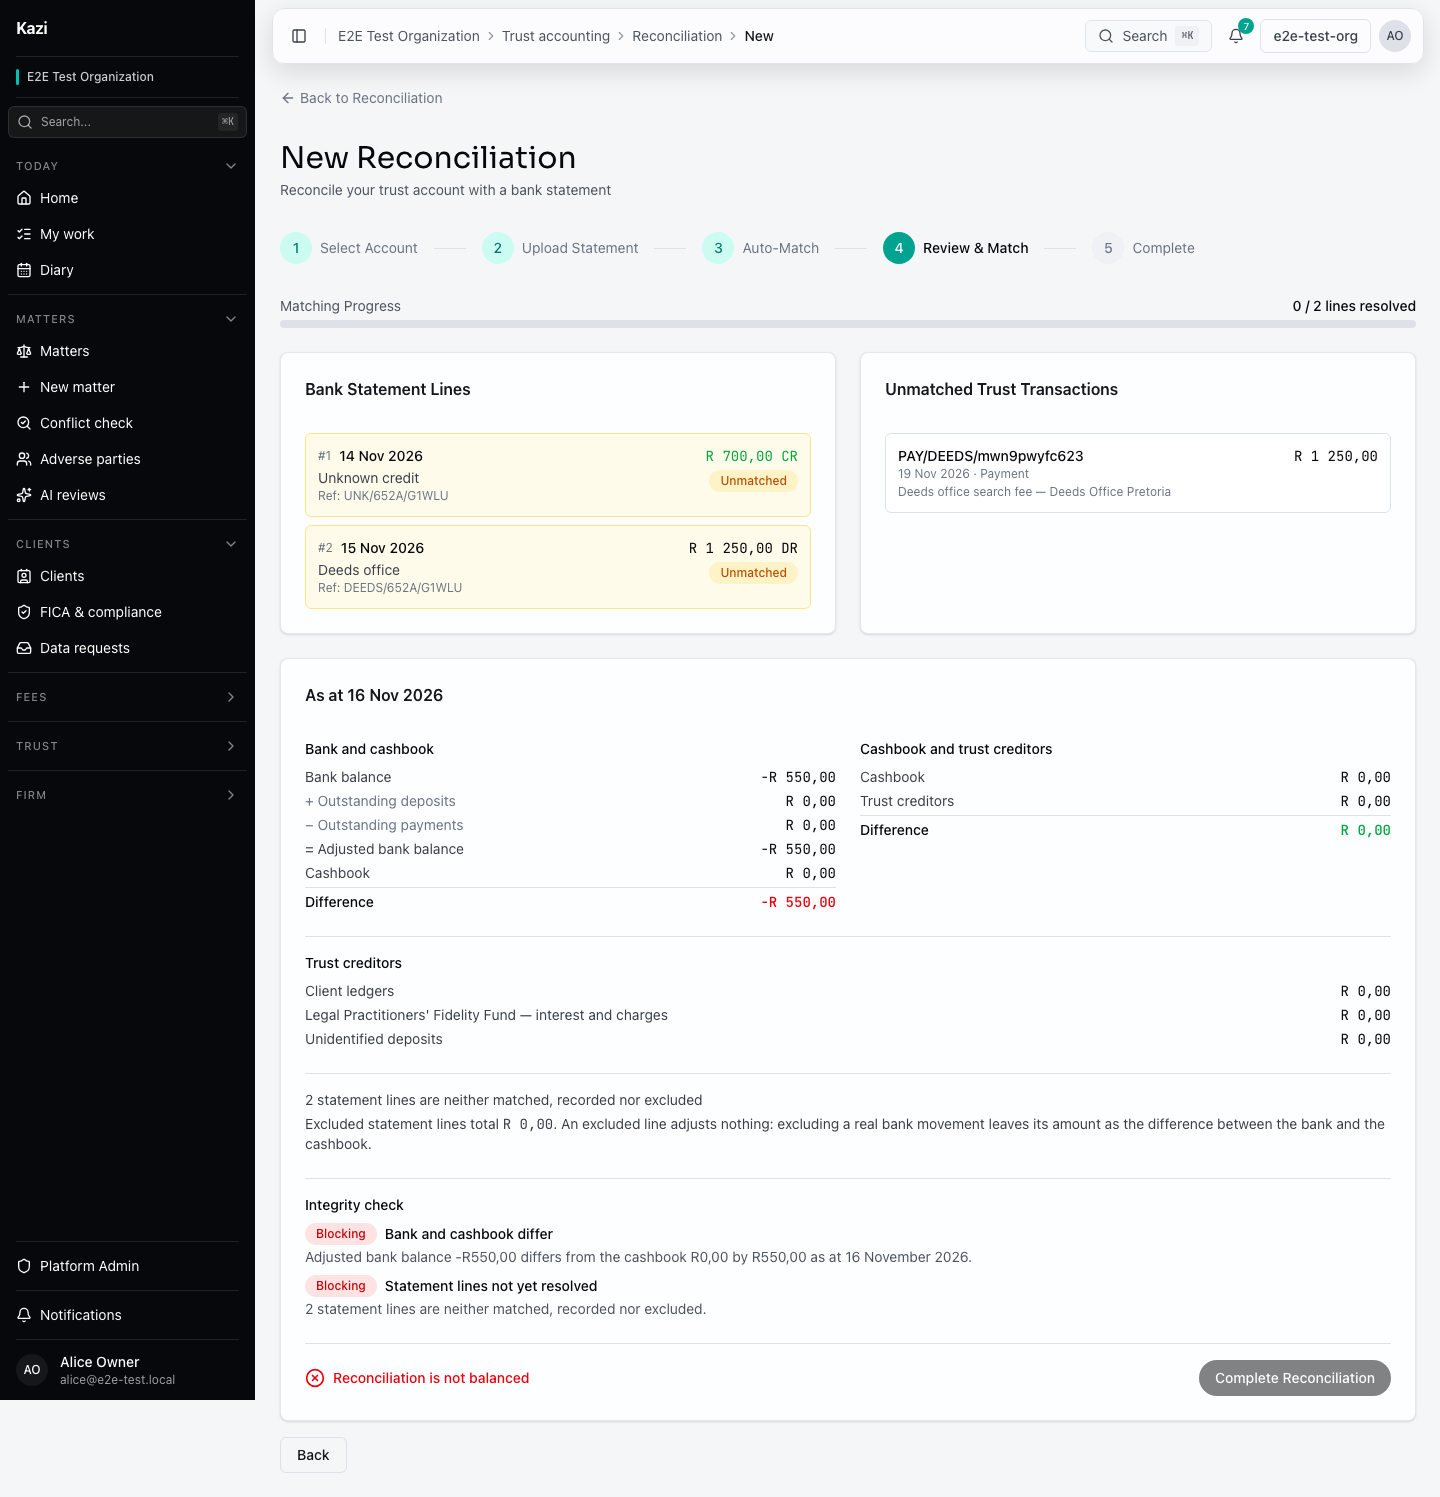 Kazi
E2E Test Organization
Search...
⌘K
TODAY
Home
My work
Diary
MATTERS
Matters
New matter
Conflict check
Adverse parties
AI reviews
CLIENTS
Clients
FICA & compliance
Data requests
FEES
TRUST
FIRM
Platform Admin
Notifications
AO
Alice Owner
alice@e2e-test.local
E2E Test Organization > Trust accounting > Reconciliation > New
Search ⌘K
7
e2e-test-org
AO
← Back to Reconciliation
New Reconciliation
Reconcile your trust account with a bank statement
1 Select Account
2 Upload Statement
3 Auto-Match
4 Review & Match
5 Complete
Matching Progress
0 / 2 lines resolved
Bank Statement Lines
#1 14 Nov 2026 R 700,00 CR
Unknown credit Unmatched
Ref: UNK/652A/G1WLU
#2 15 Nov 2026 R 1 250,00 DR
Deeds office Unmatched
Ref: DEEDS/652A/G1WLU
Unmatched Trust Transactions
PAY/DEEDS/mwn9pwyfc623 R 1 250,00
19 Nov 2026 · Payment
Deeds office search fee — Deeds Office Pretoria
As at 16 Nov 2026
Bank and cashbook
Bank balance -R 550,00
+ Outstanding deposits R 0,00
− Outstanding payments R 0,00
= Adjusted bank balance -R 550,00
Cashbook R 0,00
Difference -R 550,00
Cashbook and trust creditors
Cashbook R 0,00
Trust creditors R 0,00
Difference R 0,00
Trust creditors
Client ledgers R 0,00
Legal Practitioners' Fidelity Fund — interest and charges R 0,00
Unidentified deposits R 0,00
2 statement lines are neither matched, recorded nor excluded
Excluded statement lines total R 0,00. An excluded line adjusts nothing: excluding a real bank movement leaves its amount as the difference between the bank and the
cashbook.
Integrity check
Blocking Bank and cashbook differ
Adjusted bank balance -R550,00 differs from the cashbook R0,00 by R550,00 as at 16 November 2026.
Blocking Statement lines not yet resolved
2 statement lines are neither matched, recorded nor excluded.
Reconciliation is not balanced
Complete Reconciliation
Back